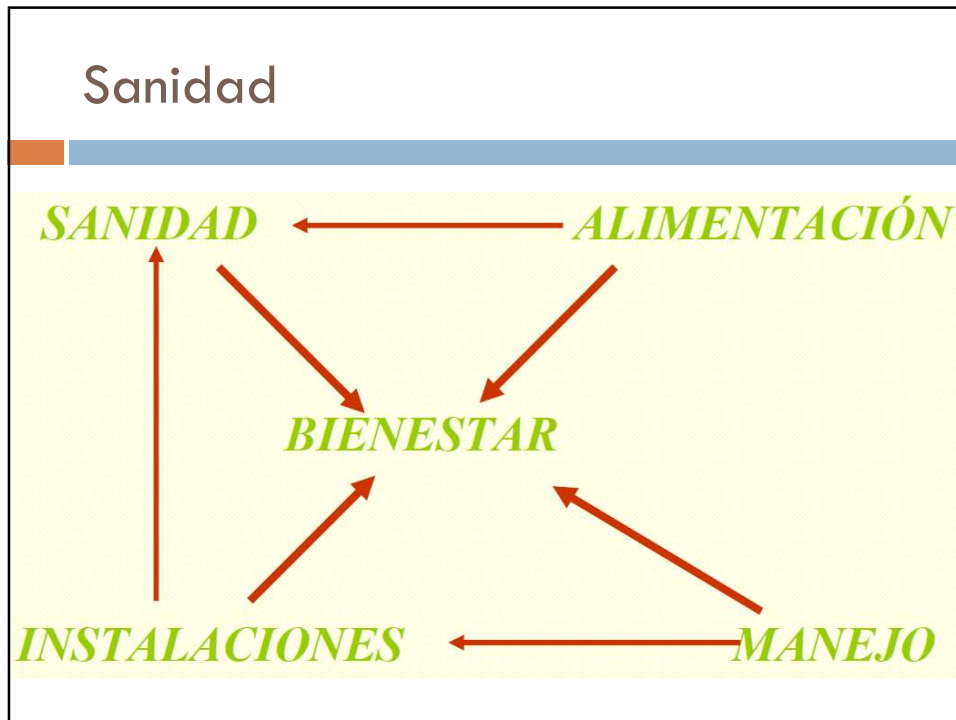 Sanidad
SANIDAD ALIMENTACIÓN
BIENESTAR
INSTALACIONES MANEJO